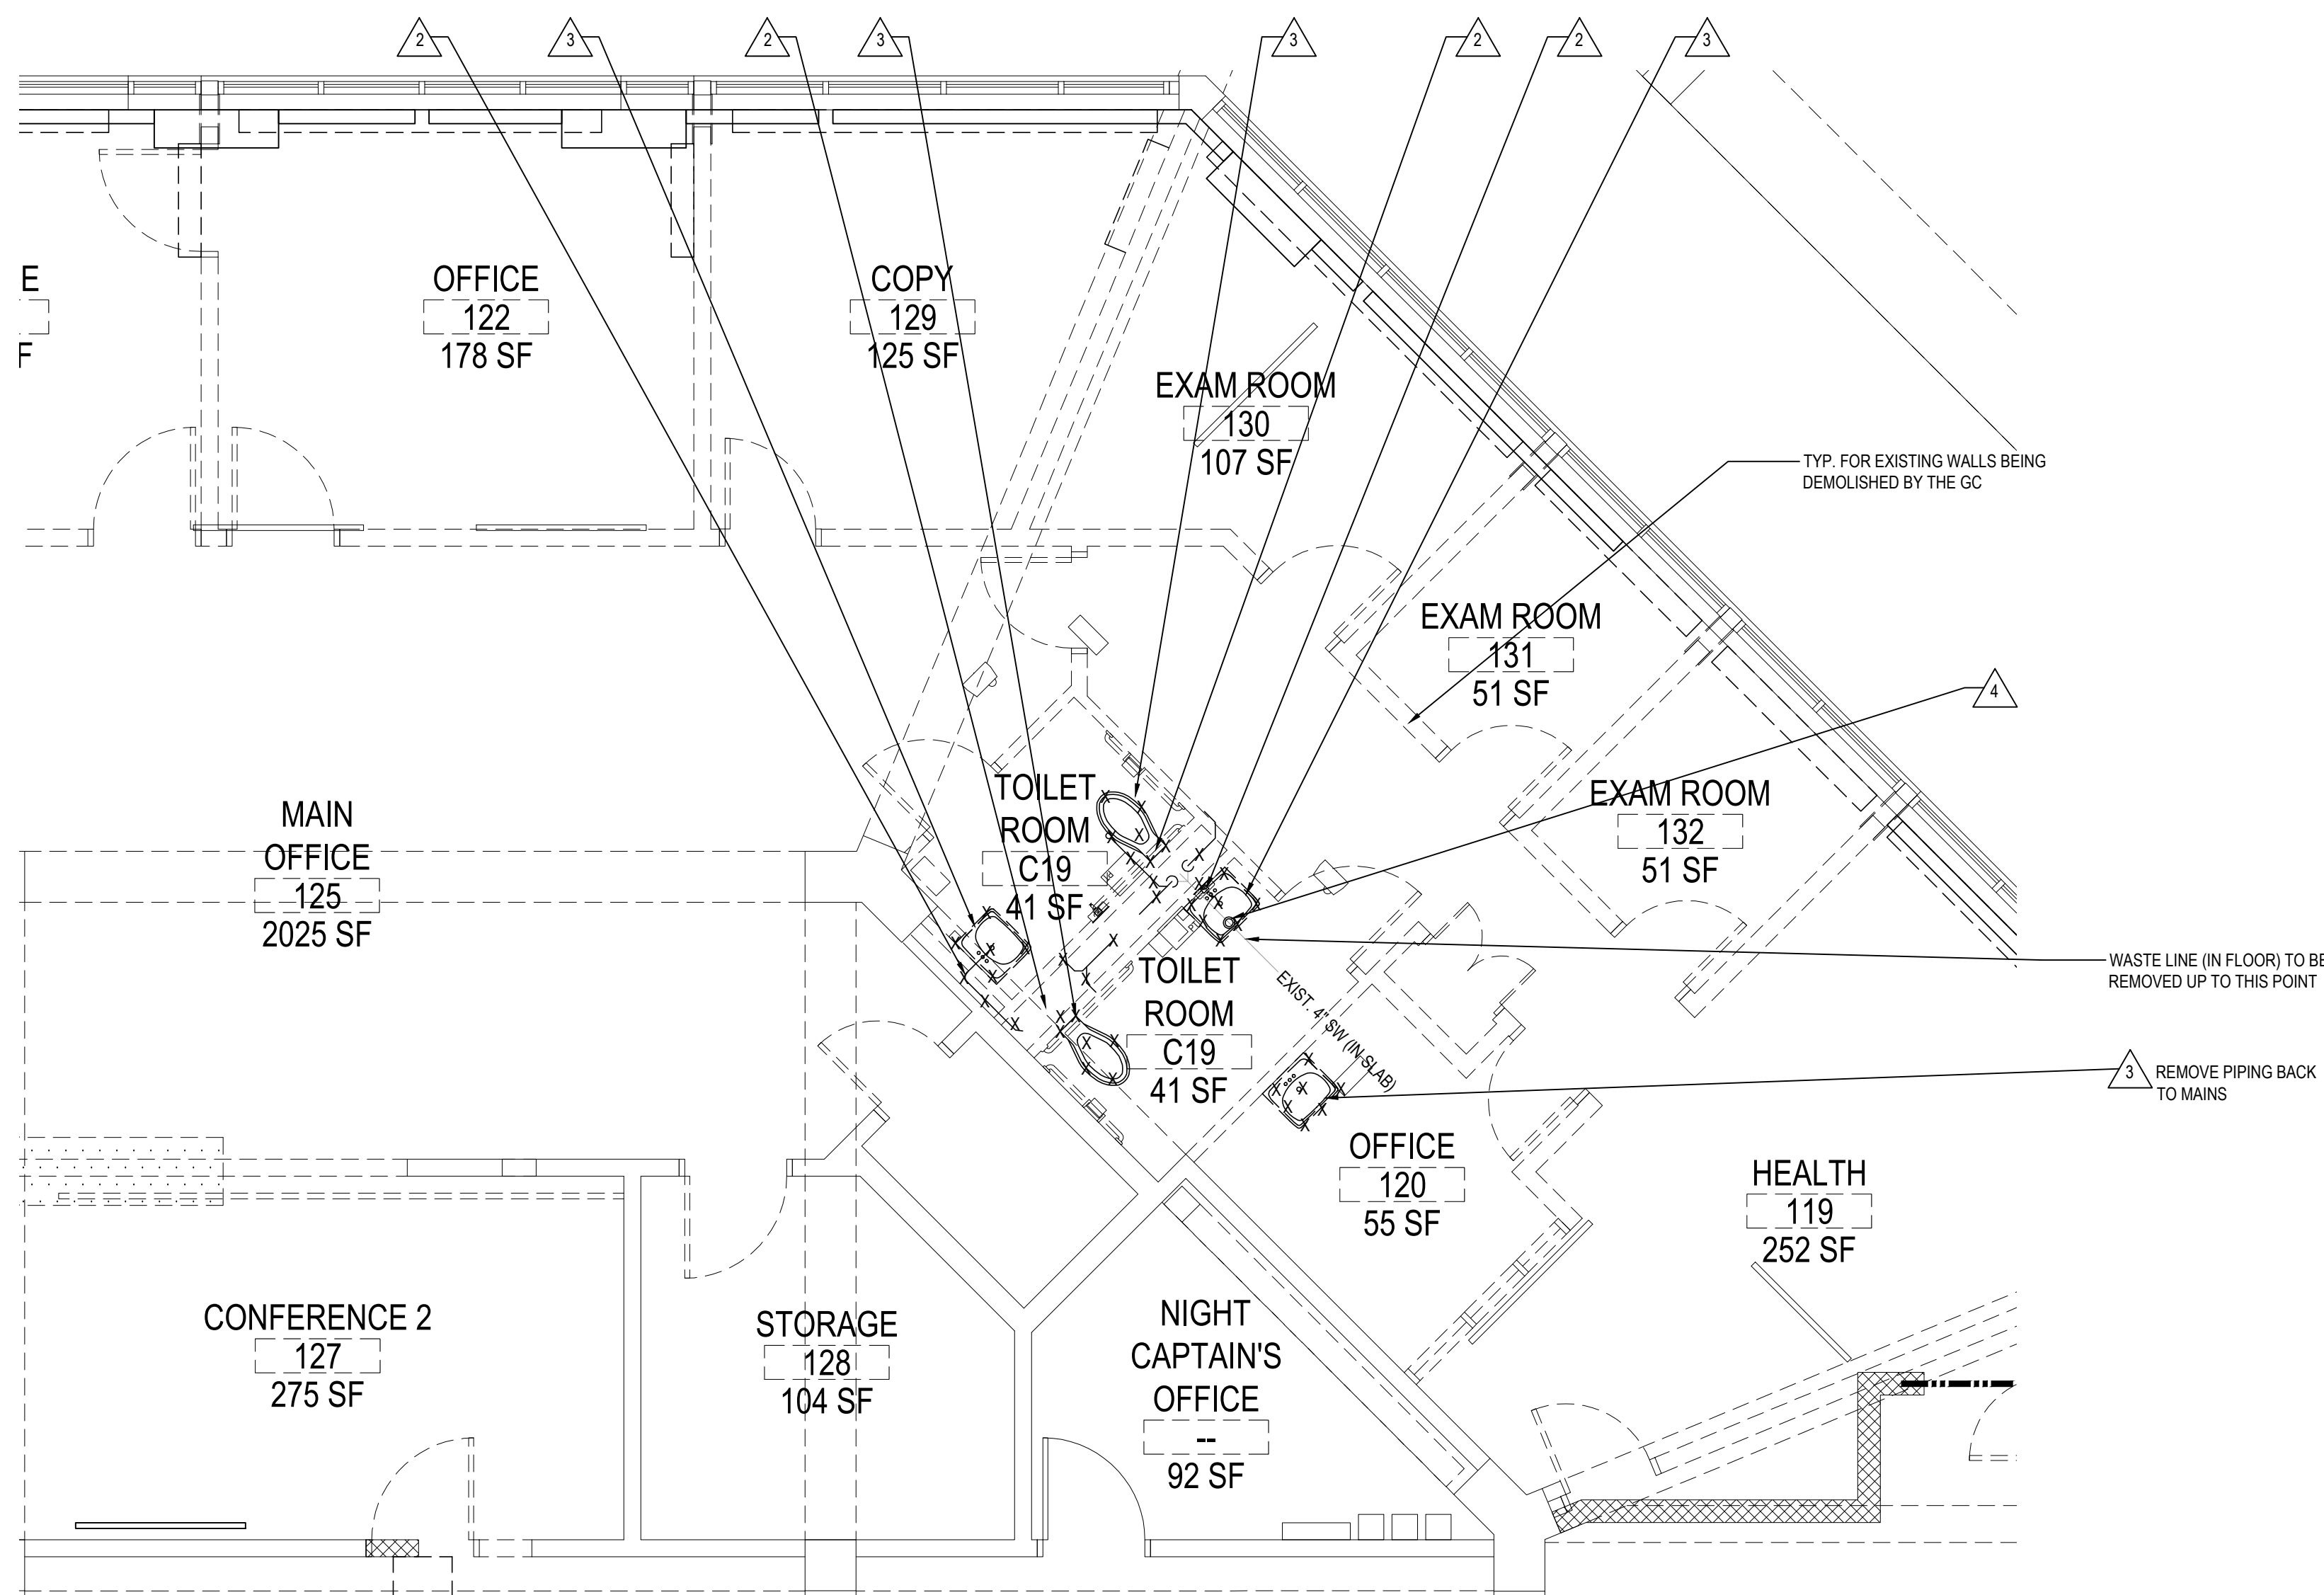 2
3
2
3
3
2
2
3
E
F
OFFICE
122
178 SF
COPY
129
125 SF
EXAM ROOM
130
107 SF
TYP. FOR EXISTING WALLS BEING
DEMOLISHED BY THE GC
EXAM ROOM
131
51 SF
4
EXAM ROOM
132
51 SF
MAIN
OFFICE
125
2025 SF
TOILET
ROOM
C19
41 SF
TOILET
ROOM
C19
41 SF
EXIST. 4" SW (IN SLAB)
WASTE LINE (IN FLOOR) TO BE
REMOVED UP TO THIS POINT
3
REMOVE PIPING BACK
TO MAINS
OFFICE
120
55 SF
HEALTH
119
252 SF
CONFERENCE 2
127
275 SF
STORAGE
128
104 SF
NIGHT
CAPTAIN'S
OFFICE
--
92 SF